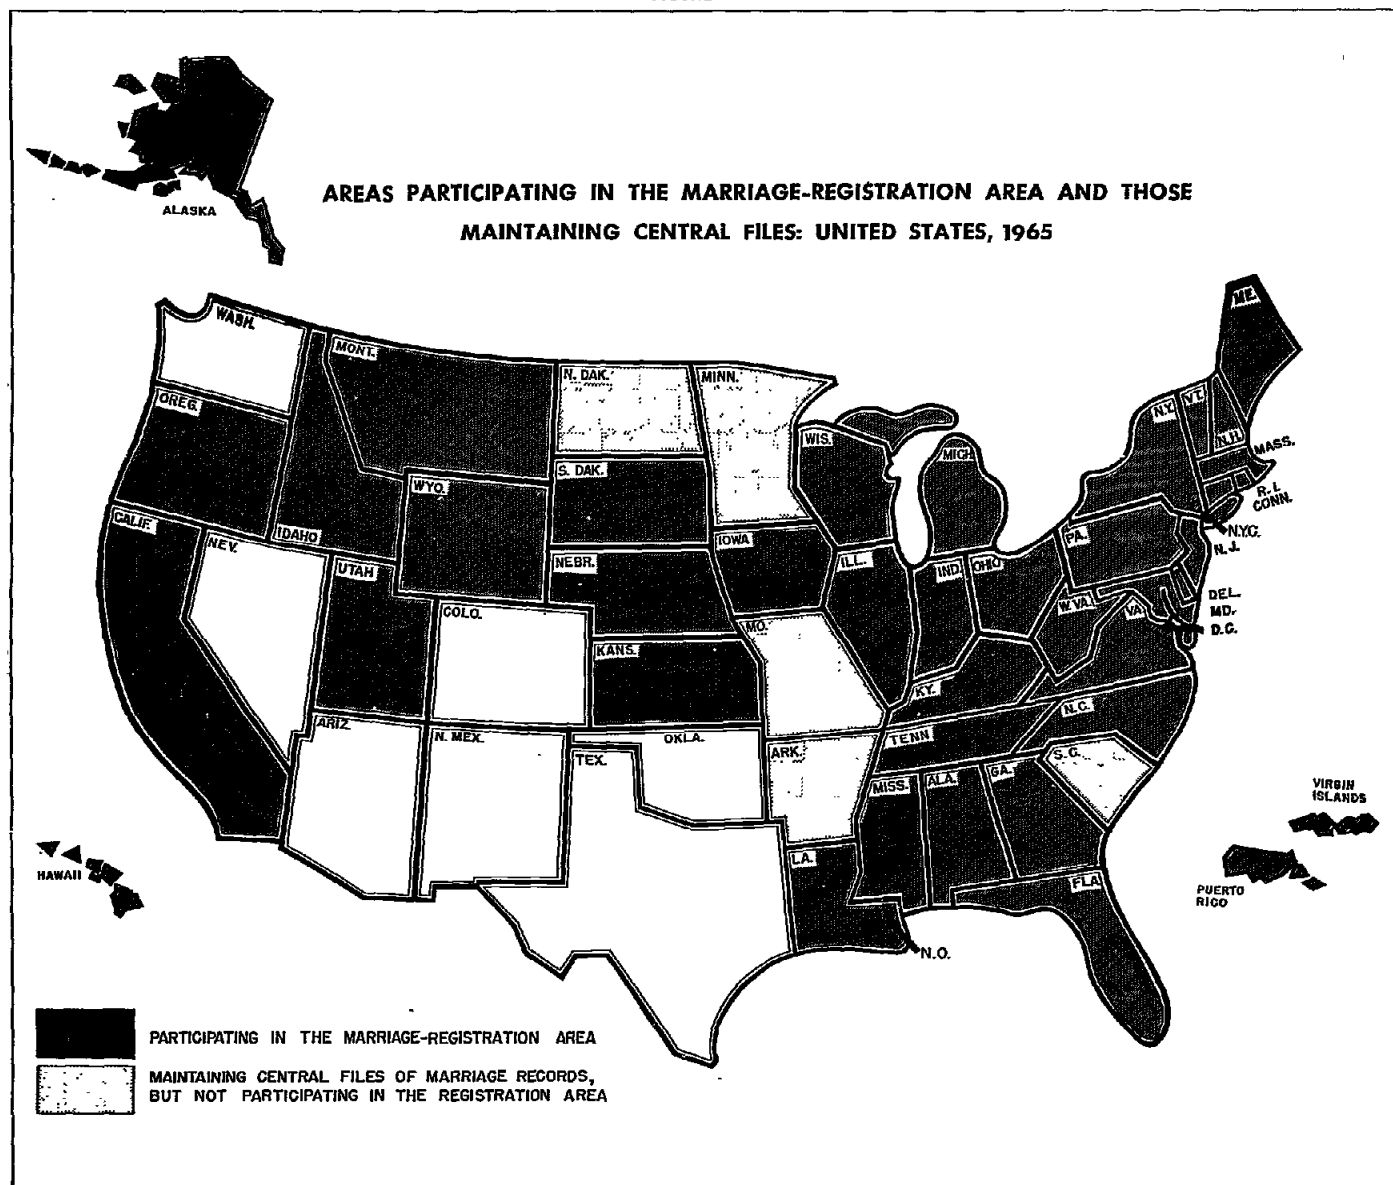 ALASKA
AREAS PARTICIPATING IN THE MARRIAGE-REGISTRATION AREA AND THOSE
MAINTAINING CENTRAL FILES: UNITED STATES, 1965
WASH.
MONT.
N. DAK.
MINN.
ME.
OREG.
WIS.
MICH.
N.Y.
VT.
N.H.
MASS.
S. DAK.
WYO.
IDAHO
R. I.
CONN.
CALIF.
NEV.
UTAH
NEBR.
IOWA
ILL.
IND.
OHIO
PA.
N.Y.C.
N. J.
COLO.
KANS.
MO.
W. VA.
VA.
DEL.
MD.
D.C.
KY.
N.C.
TENN
ARIZ.
N. MEX.
OKLA.
TEX.
ARK.
MISS.
ALA.
GA.
S.C.
LA.
FLA
N.O.
HAWAII
VIRGIN
ISLANDS
PUERTO
RICO
PARTICIPATING IN THE MARRIAGE-REGISTRATION AREA
MAINTAINING CENTRAL FILES OF MARRIAGE RECORDS,
BUT NOT PARTICIPATING IN THE REGISTRATION AREA